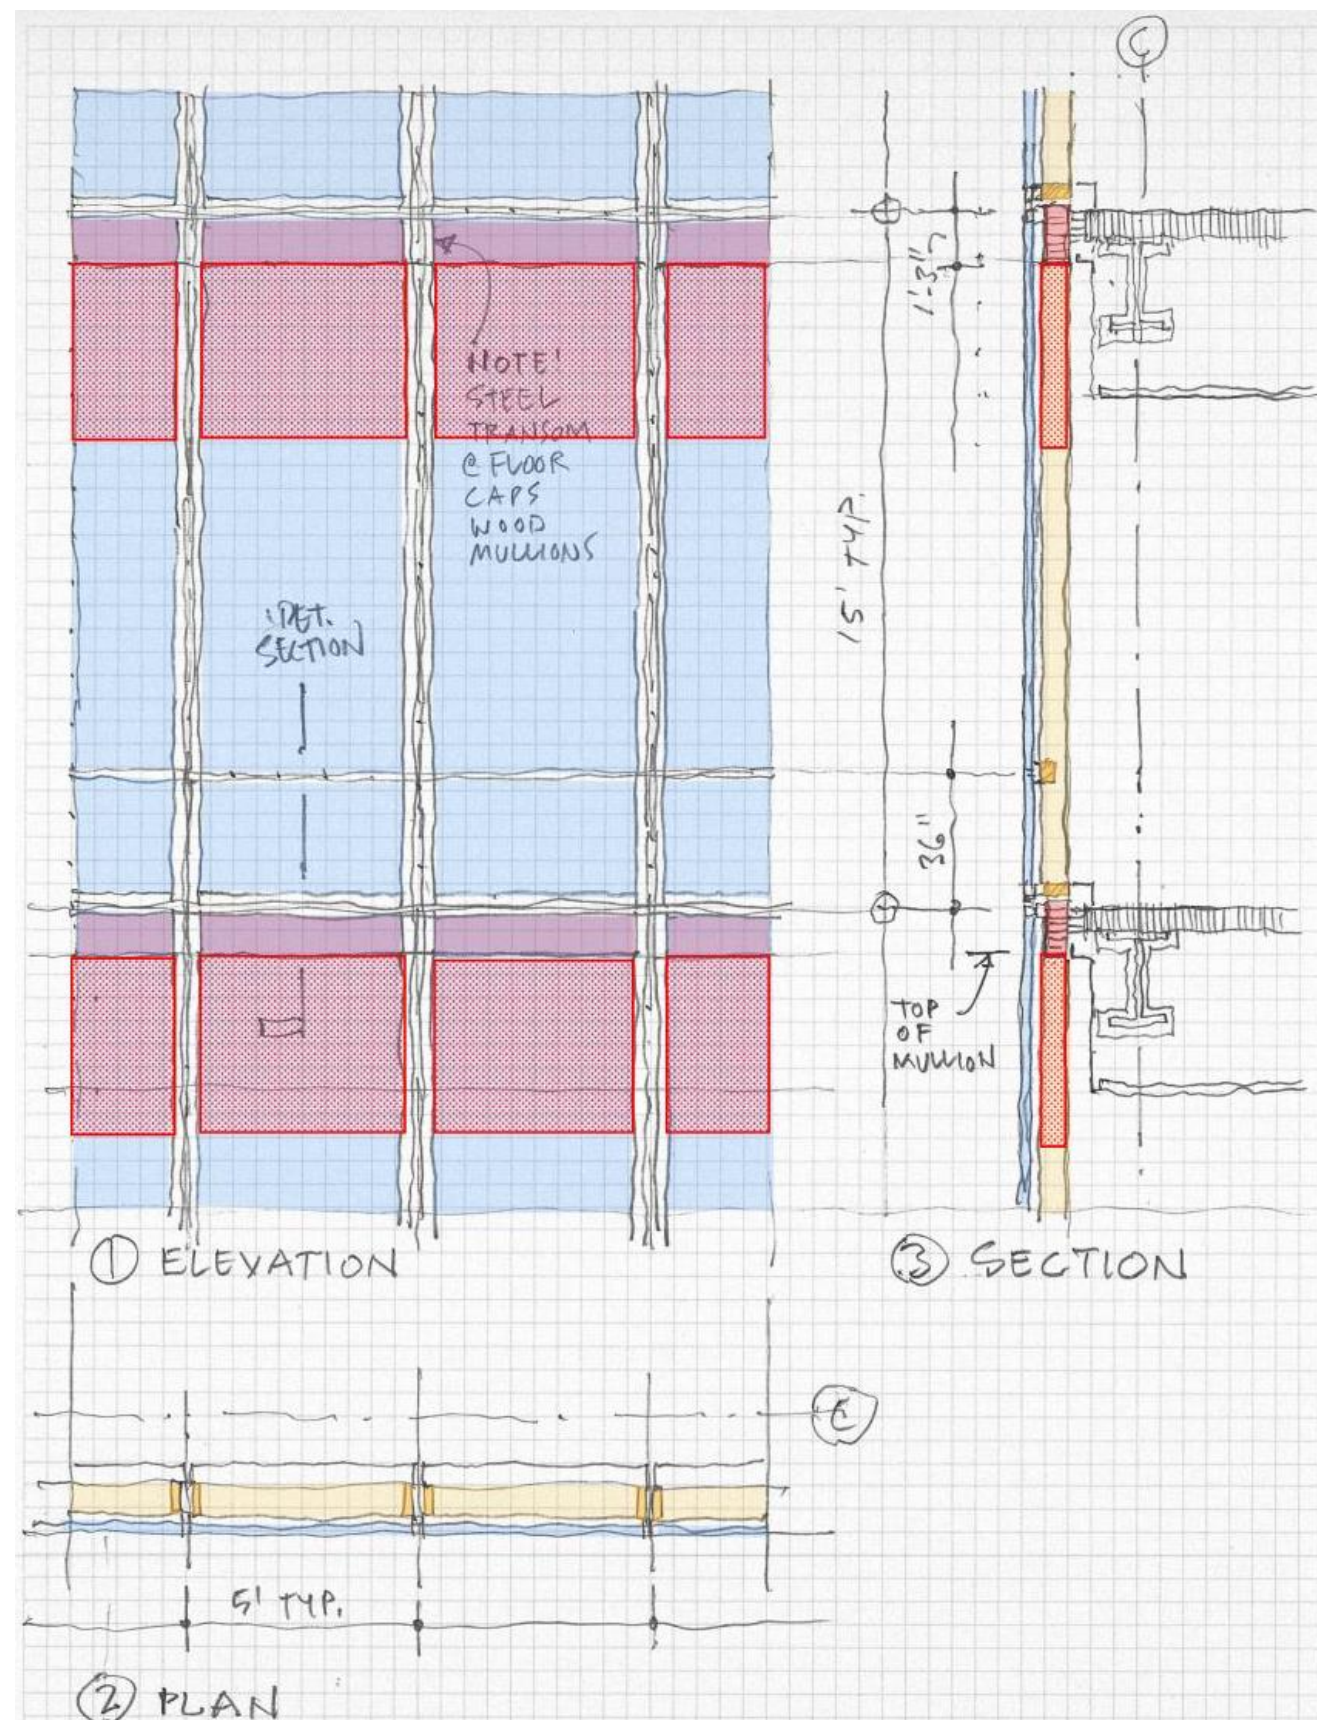 ℄
NOTE!
STEEL
TRANSOM
@ FLOOR
CAPS
WOOD
MULLIONS
DET.
SECTION
1'-3"
15' TYP.
36"
TOP
OF
MULLION
1 ELEVATION
3 SECTION
℄
5' TYP.
2 PLAN